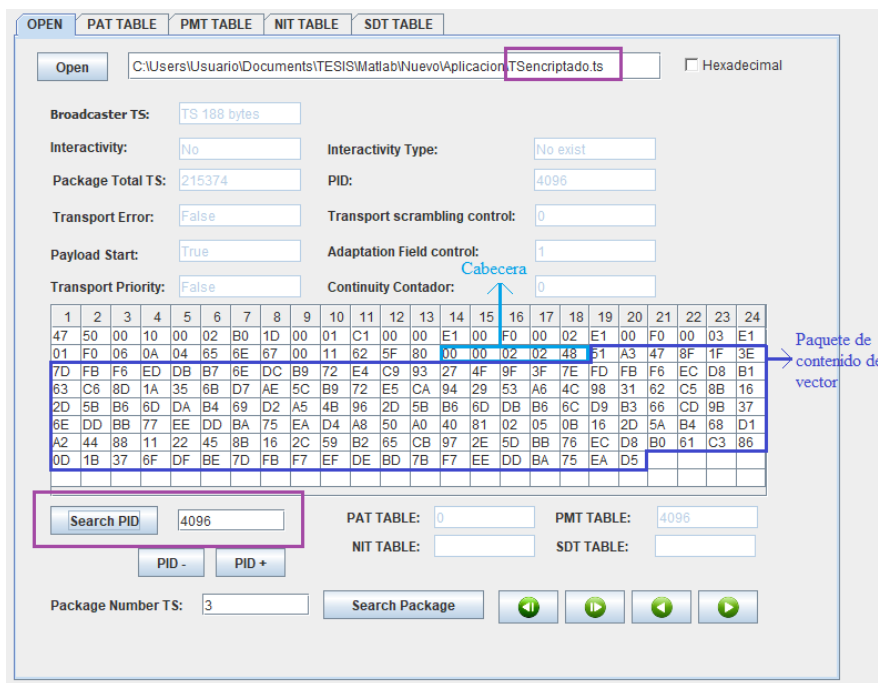 OPEN PAT TABLE PMT TABLE NIT TABLE SDT TABLE
Open C:\Users\Usuario\Documents\TESIS\Matlab\Nuevo\Aplicacion\TSencriptado.ts Hexadecimal
Broadcaster TS: TS 188 bytes
Interactivity: No Interactivity Type: No exist
Package Total TS: 215374 PID: 4096
Transport Error: False Transport scrambling control: 0
Payload Start: True Adaptation Field control: 1
Cabecera
Transport Priority: False Continuity Contador: 0
1 2 3 4 5 6 7 8 9 10 11 12 13 14 15 16 17 18 19 20 21 22 23 24
47 50 00 10 00 02 B0 1D 00 01 C1 00 00 E1 00 F0 00 02 E1 00 F0 00 03 E1
01 F0 06 0A 04 65 6E 67 00 11 62 5F 80 00 00 02 02 48 51 A3 47 8F 1F 3E
7D FB F6 ED DB B7 6E DC B9 72 E4 C9 93 27 4F 9F 3F 7E FD FB F6 EC D8 B1
63 C6 8D 1A 35 6B D7 AE 5C B9 72 E5 CA 94 29 53 A6 4C 98 31 62 C5 8B 16
2D 5B B6 6D DA B4 69 D2 A5 4B 96 2D 5B B6 6D DB B6 6C D9 B3 66 CD 9B 37
6E DD BB 77 EE DD BA 75 EA D4 A8 50 A0 40 81 02 05 0B 16 2D 5A B4 68 D1
A2 44 88 11 22 45 8B 16 2C 59 B2 65 CB 97 2E 5D BB 76 EC D8 B0 61 C3 86
0D 1B 37 6F DF BE 7D FB F7 EF DE BD 7B F7 EE DD BA 75 EA D5
Paquete de
contenido de
vector
Search PID 4096 PAT TABLE: 0 PMT TABLE: 4096
NIT TABLE: SDT TABLE:
PID - PID +
Package Number TS: 3 Search Package